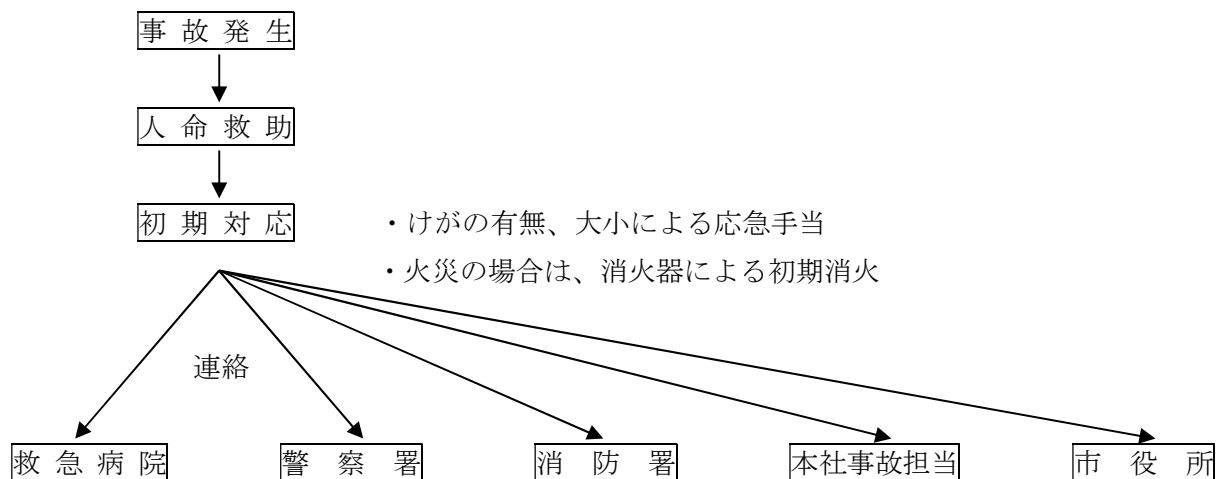 事故発生
人命救助
初期対応
・けがの有無、大小による応急手当
・火災の場合は、消火器による初期消火
連絡
救急病院 警察署 消防署 本社事故担当 市役所